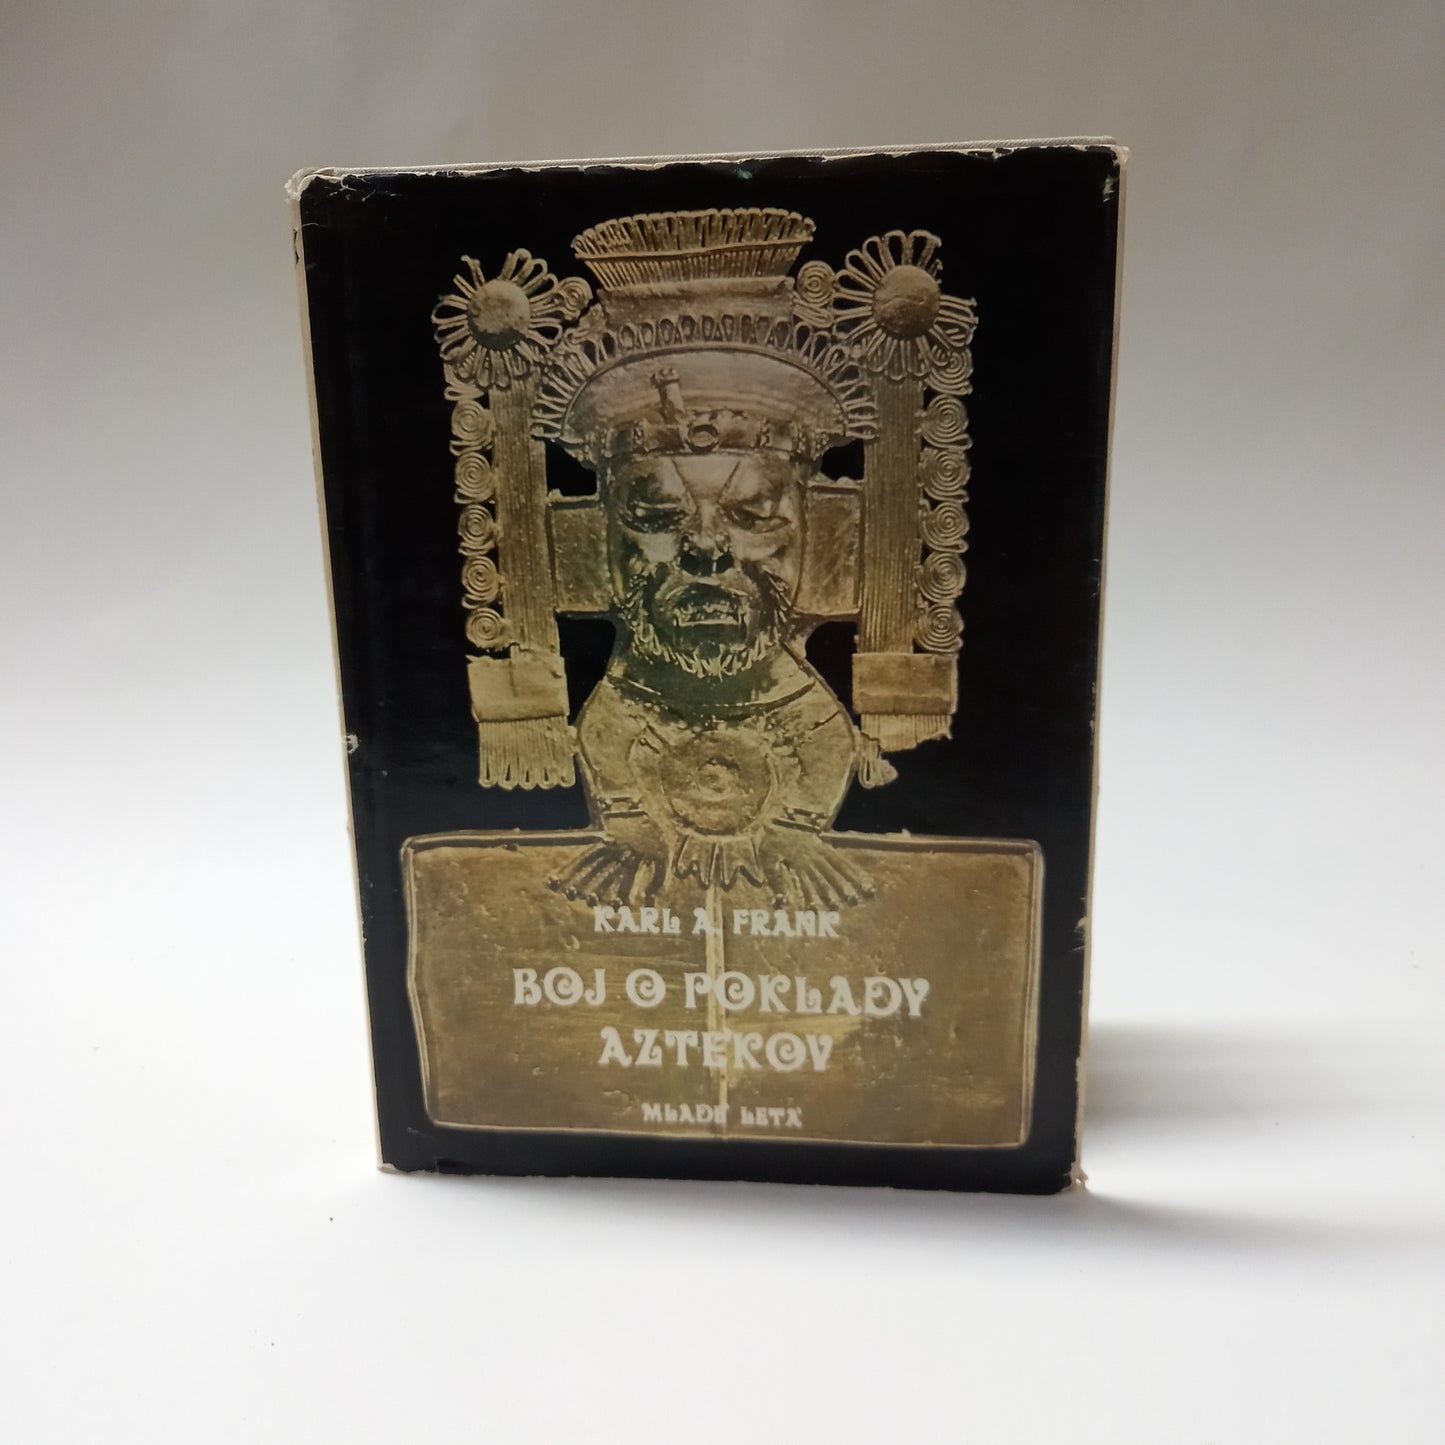 KARL A. FRANK
BOJ O POKLADY
AZTÉKOV
MLADÉ LETÁ